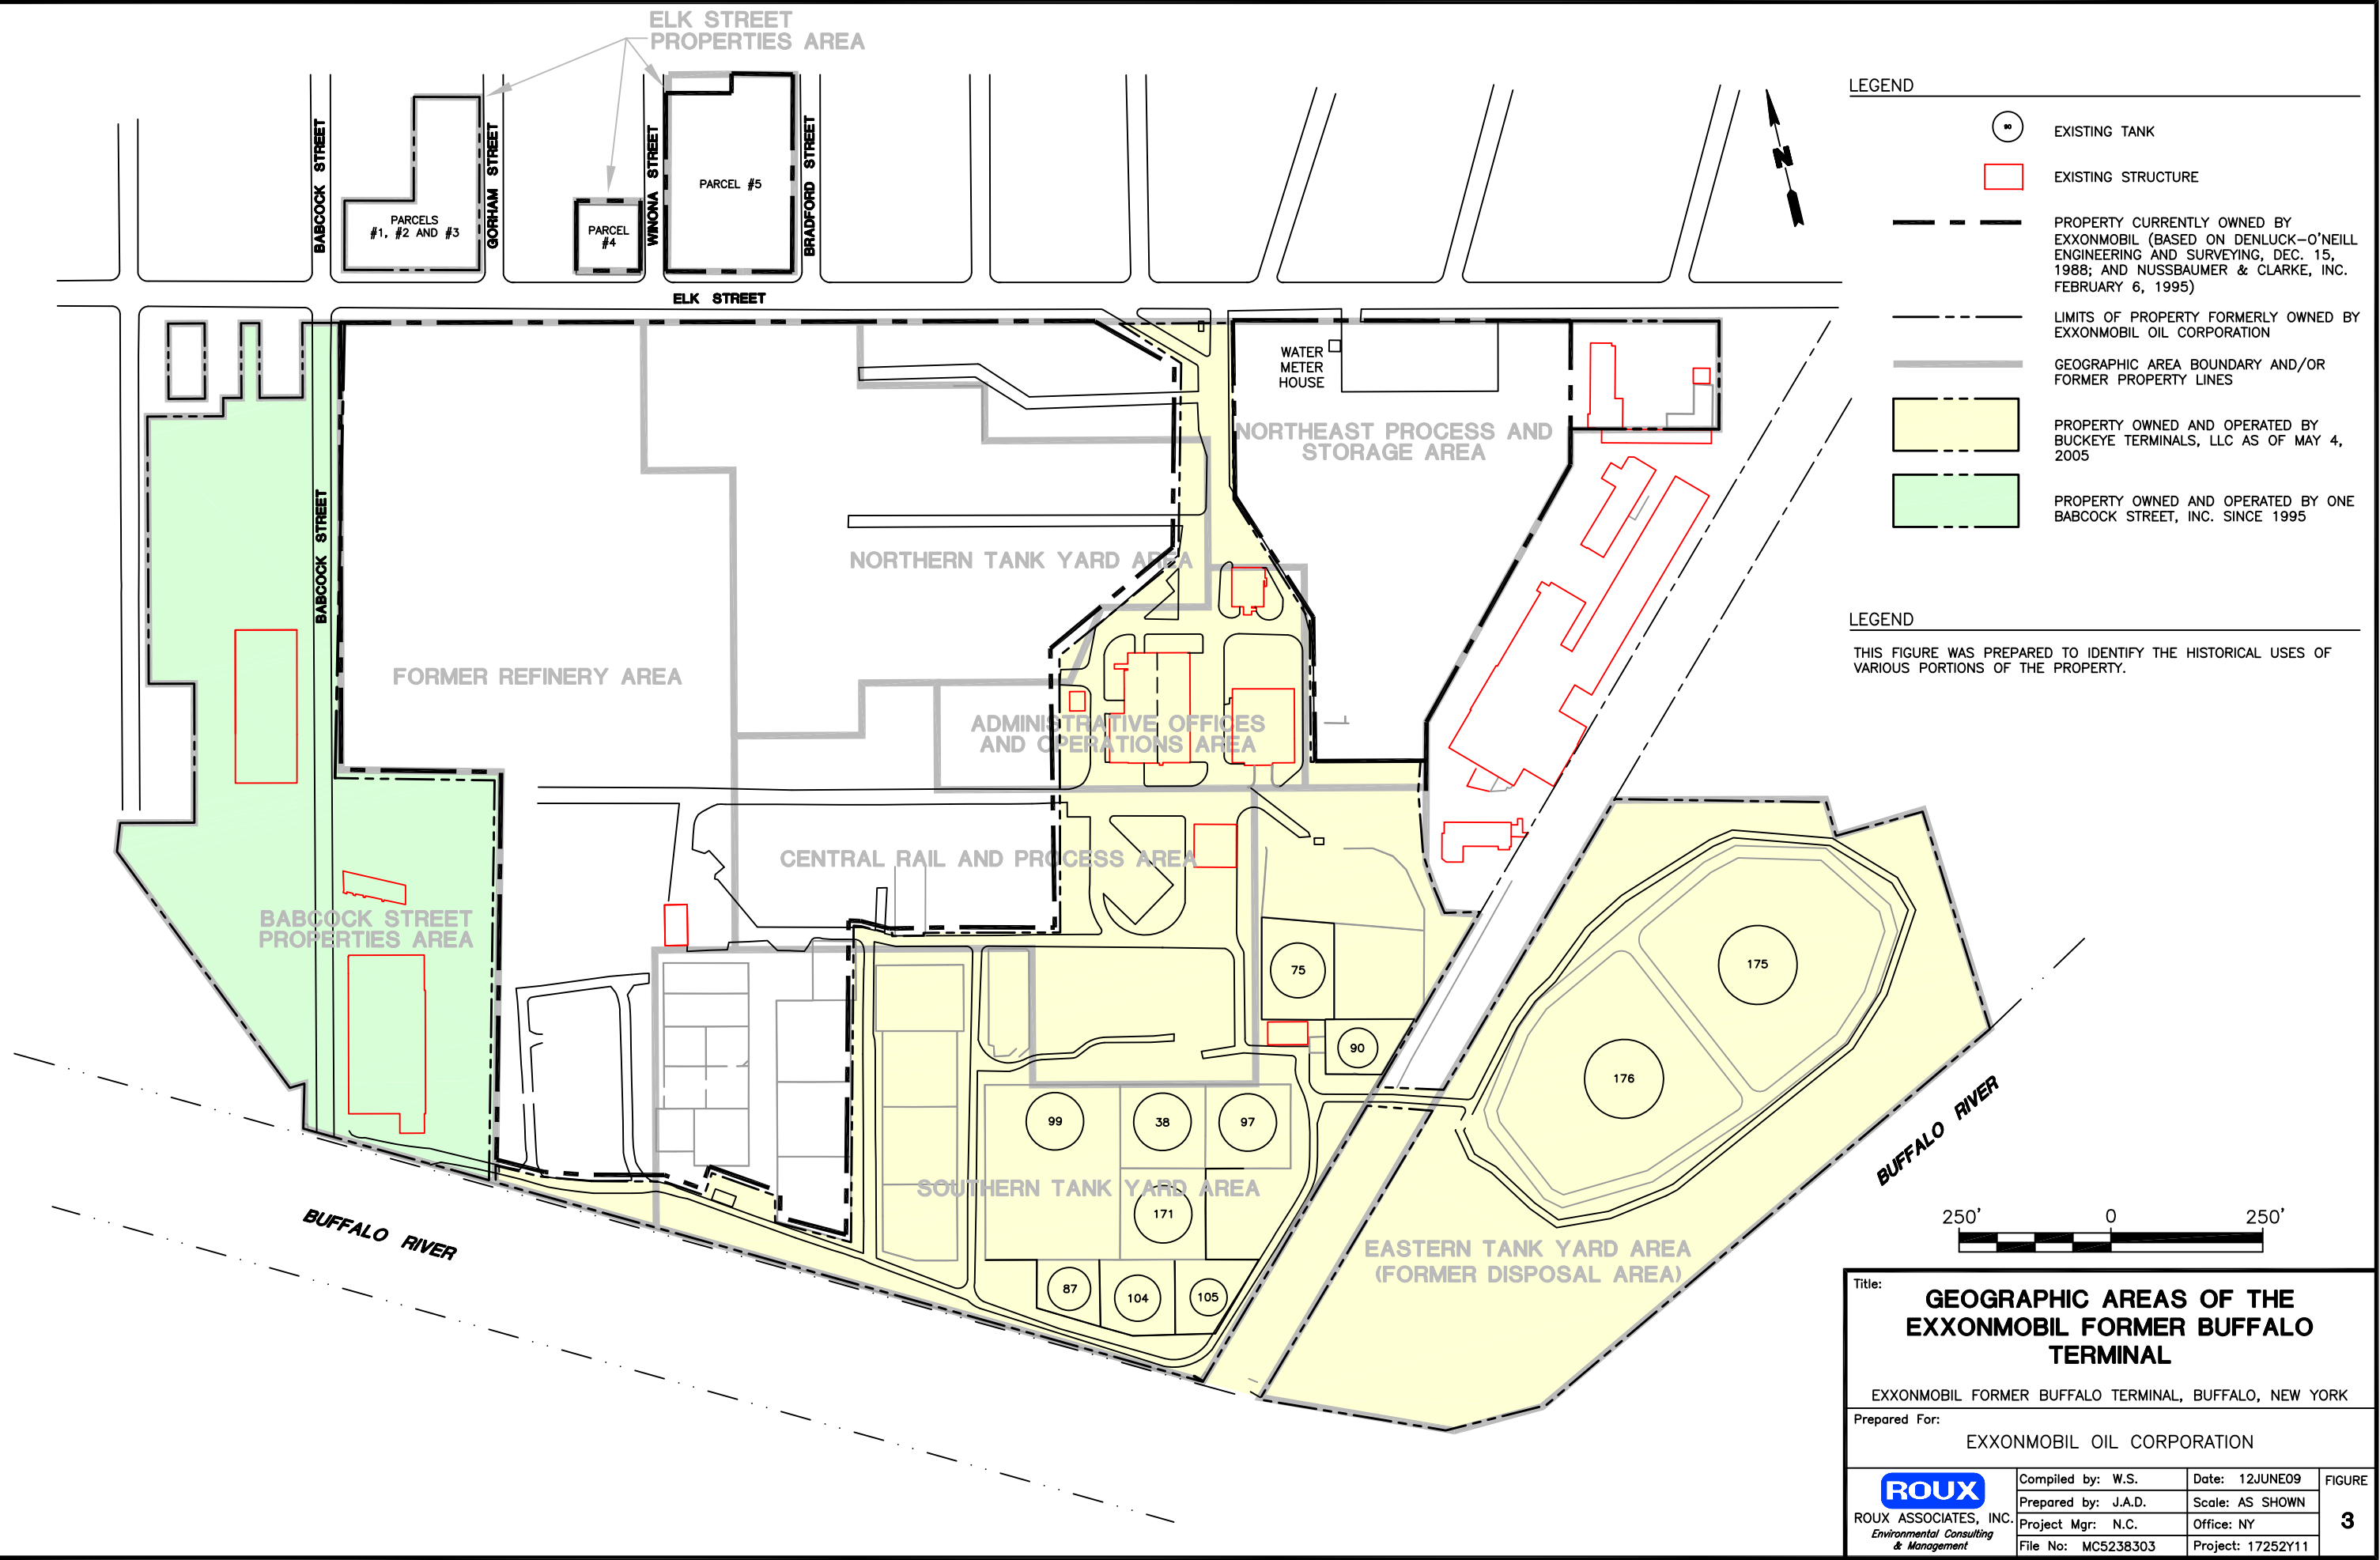 ELK STREET
PROPERTIES AREA
BABCOCK STREET
GORHAM STREET
WINONA STREET
BRADFORD STREET
PARCELS
#1, #2 AND #3
PARCEL
#4
PARCEL #5
ELK STREET
WATER
METER
HOUSE
NORTHEAST PROCESS AND
STORAGE AREA
BABCOCK STREET
NORTHERN TANK YARD AREA
FORMER REFINERY AREA
ADMINISTRATIVE OFFICES
AND OPERATIONS AREA
CENTRAL RAIL AND PROCESS AREA
BABCOCK STREET
PROPERTIES AREA
75
90
175
176
99
38
97
171
87
104
105
SOUTHERN TANK YARD AREA
EASTERN TANK YARD AREA
(FORMER DISPOSAL AREA)
BUFFALO RIVER
BUFFALO RIVER
N
LEGEND
90
EXISTING TANK
EXISTING STRUCTURE
PROPERTY CURRENTLY OWNED BY
EXXONMOBIL (BASED ON DENLUCK-O'NEILL
ENGINEERING AND SURVEYING, DEC. 15,
1988; AND NUSSBAUMER & CLARKE, INC.
FEBRUARY 6, 1995)
LIMITS OF PROPERTY FORMERLY OWNED BY
EXXONMOBIL OIL CORPORATION
GEOGRAPHIC AREA BOUNDARY AND/OR
FORMER PROPERTY LINES
PROPERTY OWNED AND OPERATED BY
BUCKEYE TERMINALS, LLC AS OF MAY 4,
2005
PROPERTY OWNED AND OPERATED BY ONE
BABCOCK STREET, INC. SINCE 1995
LEGEND
THIS FIGURE WAS PREPARED TO IDENTIFY THE HISTORICAL USES OF
VARIOUS PORTIONS OF THE PROPERTY.
250' 0 250'
Title:
GEOGRAPHIC AREAS OF THE
EXXONMOBIL FORMER BUFFALO
TERMINAL
EXXONMOBIL FORMER BUFFALO TERMINAL, BUFFALO, NEW YORK
Prepared For:
EXXONMOBIL OIL CORPORATION
ROUX
ROUX ASSOCIATES, INC.
Environmental Consulting
& Management
Compiled by: W.S.
Prepared by: J.A.D.
Project Mgr: N.C.
File No: MC5238303
Date: 12JUNE09
Scale: AS SHOWN
Office: NY
Project: 17252Y11
FIGURE
3